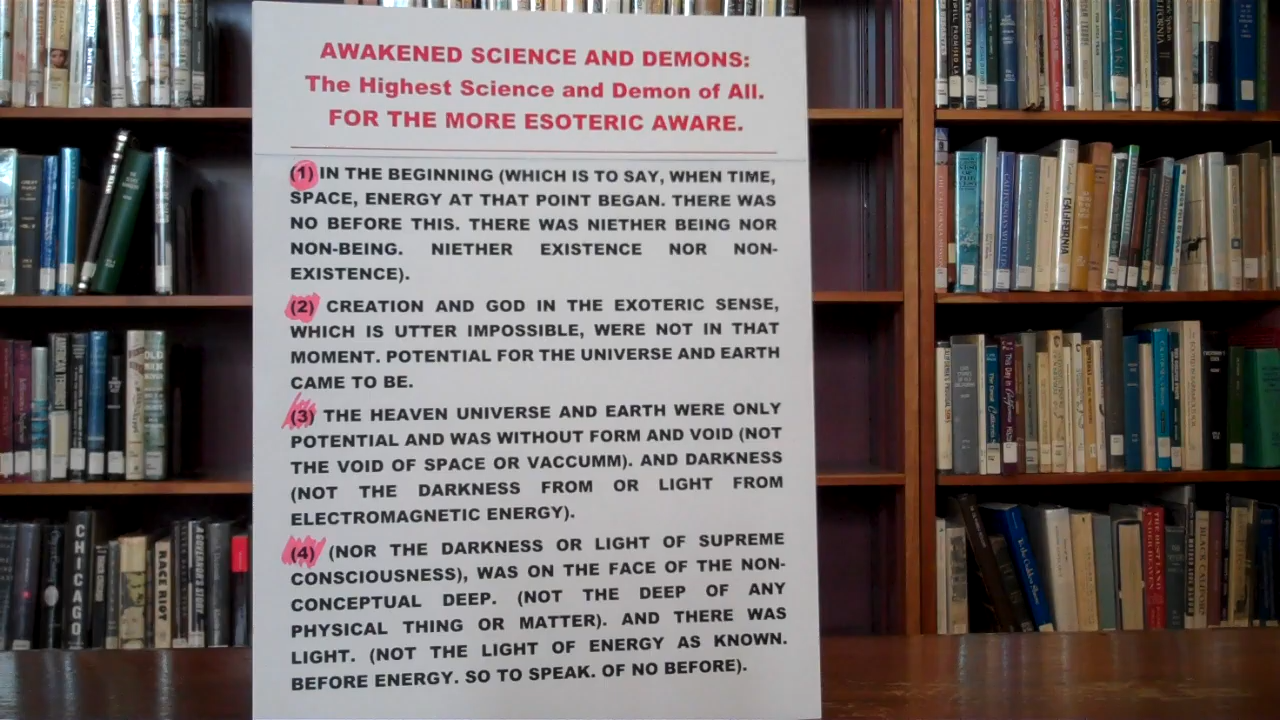 AWAKENED SCIENCE AND DEMONS:
The Highest Science and Demon of All.
FOR THE MORE ESOTERIC AWARE.
(1) IN THE BEGINNING (WHICH IS TO SAY, WHEN TIME,
SPACE, ENERGY AT THAT POINT BEGAN. THERE WAS
NO BEFORE THIS. THERE WAS NIETHER BEING NOR
NON-BEING. NIETHER EXISTENCE NOR NON-
EXISTENCE).
(2) CREATION AND GOD IN THE EXOTERIC SENSE,
WHICH IS UTTER IMPOSSIBLE, WERE NOT IN THAT
MOMENT. POTENTIAL FOR THE UNIVERSE AND EARTH
CAME TO BE.
(3) THE HEAVEN UNIVERSE AND EARTH WERE ONLY
POTENTIAL AND WAS WITHOUT FORM AND VOID (NOT
THE VOID OF SPACE OR VACCUMM). AND DARKNESS
(NOT THE DARKNESS FROM OR LIGHT FROM
ELECTROMAGNETIC ENERGY).
(4) (NOR THE DARKNESS OR LIGHT OF SUPREME
CONSCIOUSNESS), WAS ON THE FACE OF THE NON-
CONCEPTUAL DEEP. (NOT THE DEEP OF ANY
PHYSICAL THING OR MATTER). AND THERE WAS
LIGHT. (NOT THE LIGHT OF ENERGY AS KNOWN.
BEFORE ENERGY. SO TO SPEAK. OF NO BEFORE).
CHICAGO
RACE RIOT
CALIFORNIA